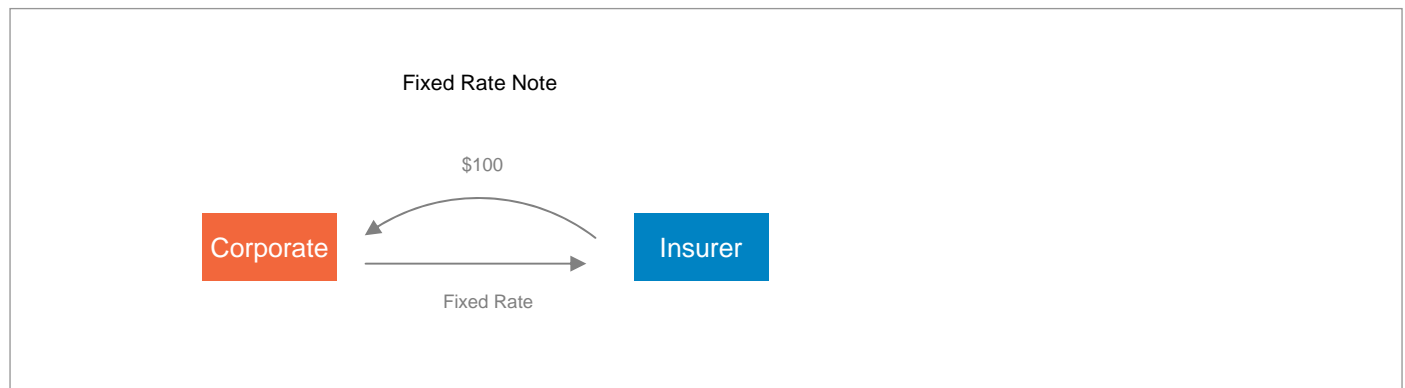 Fixed Rate Note
$100
Corporate
Insurer
Fixed Rate